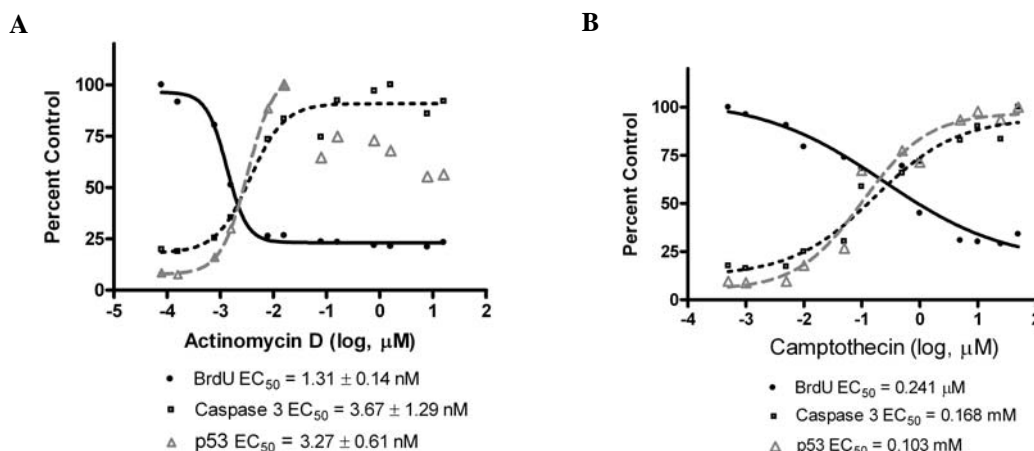 A
B
Percent Control
100
75
50
25
0
-5
-4
-3
-2
-1
0
1
2
Actinomycin D (log, μM)
BrdU EC50 = 1.31 ± 0.14 nM
Caspase 3 EC50 = 3.67 ± 1.29 nM
p53 EC50 = 3.27 ± 0.61 nM
Percent Control
100
75
50
25
0
-4
-3
-2
-1
0
1
2
Camptothecin (log, μM)
BrdU EC50 = 0.241 μM
Caspase 3 EC50 = 0.168 mM
p53 EC50 = 0.103 mM